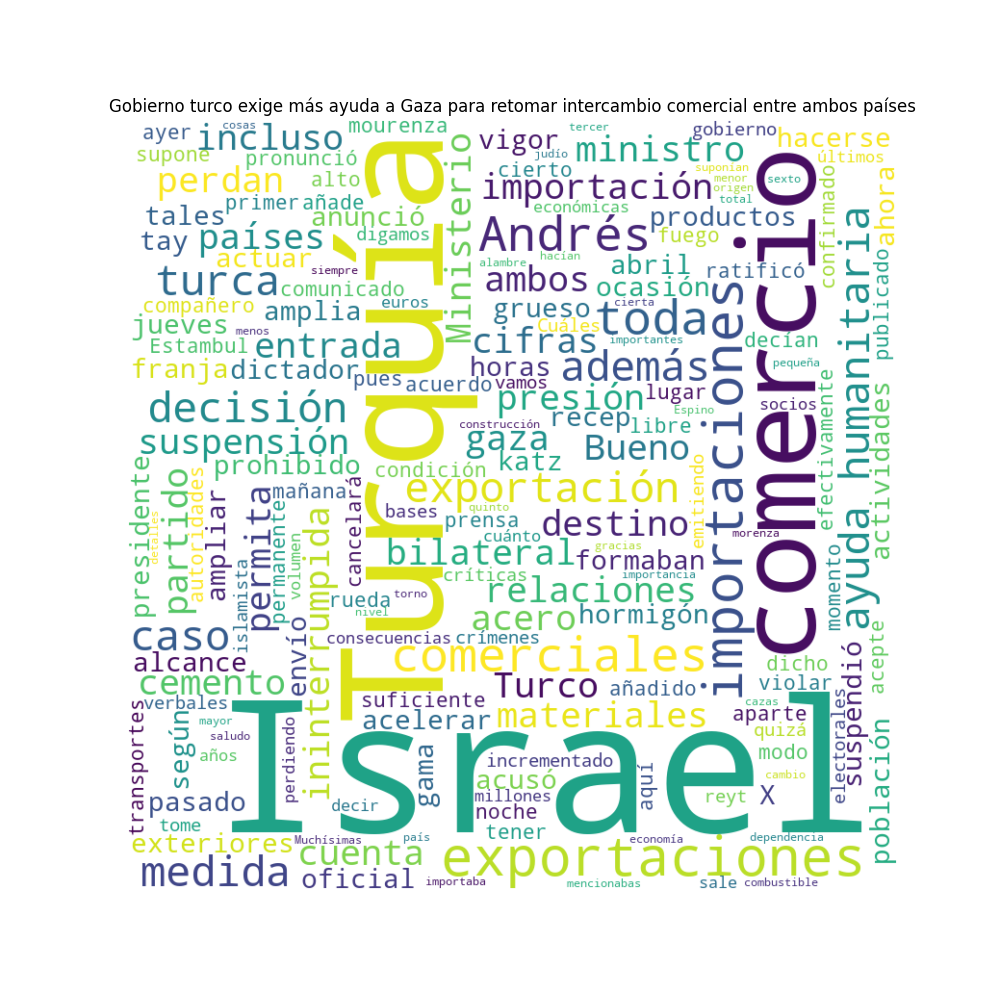 Gobierno turco exige más ayuda a Gaza para retomar intercambio comercial entre ambos países
ayer
incluso
cosas
mourenza
vigor
tercer
gobierno
hacerse
supone
pronunció
alto
Ministerio
cierto
judío
ministro
suponían
últimos
perdan
primer
añade
importación
menor
origen
sexto
total
tales
anunció
económicas
productos
confirmado
ahora
tay
países
digamos
Andrés
fuego
comercio
turca
actuar
siempre
Turquía
alambre
hacían
abril
ratificó
comunicado
ambos
ocasión
publicado
ayuda humanitaria
compañero
amplia
euros
grueso
cierta
toda
importaciones
jueves
menos
Cuáles
decían
Estambul
entrada
cifras
importantes
franja
dictador
pues
acuerdo
horas
vamos
además
pequeña
decisión
presión
lugar
socios
efectivamente
actividades
suspensión
construcción
recep
libre
Espino
gaza
Bueno
prohibido
condición
katz
emitiendo
presidente
partido
autoridades
detalles
ampliar
permita
permanente
mañana
cancelará
exportación
bases
quinto
prensa
cuánto
destino
morenza
islamista
volumen
ininterrumpida
bilateral
gracias
formaban
momento
críticas
importancia
rueda
torno
relaciones
nivel
acero
hormigón
caso
envío
consecuencias
crímenes
alcance
comerciales
dicho
acepte
cemento
Turco
añadido
violar
suspendió
verbales
suficiente
materiales
cazas
aparte
electorales
transportes
según
mayor
saludo
perdiendo
acelerar
quizá
población
años
Israel
gama
incrementado
aquí
modo
acusó
cambio
pasado
decir
millones
reyt
X
noche
tome
tener
exteriores
Muchísimas
país
economía
dependencia
cuenta
exportaciones
medida
oficial
importaba
mencionabas
sale
combustible